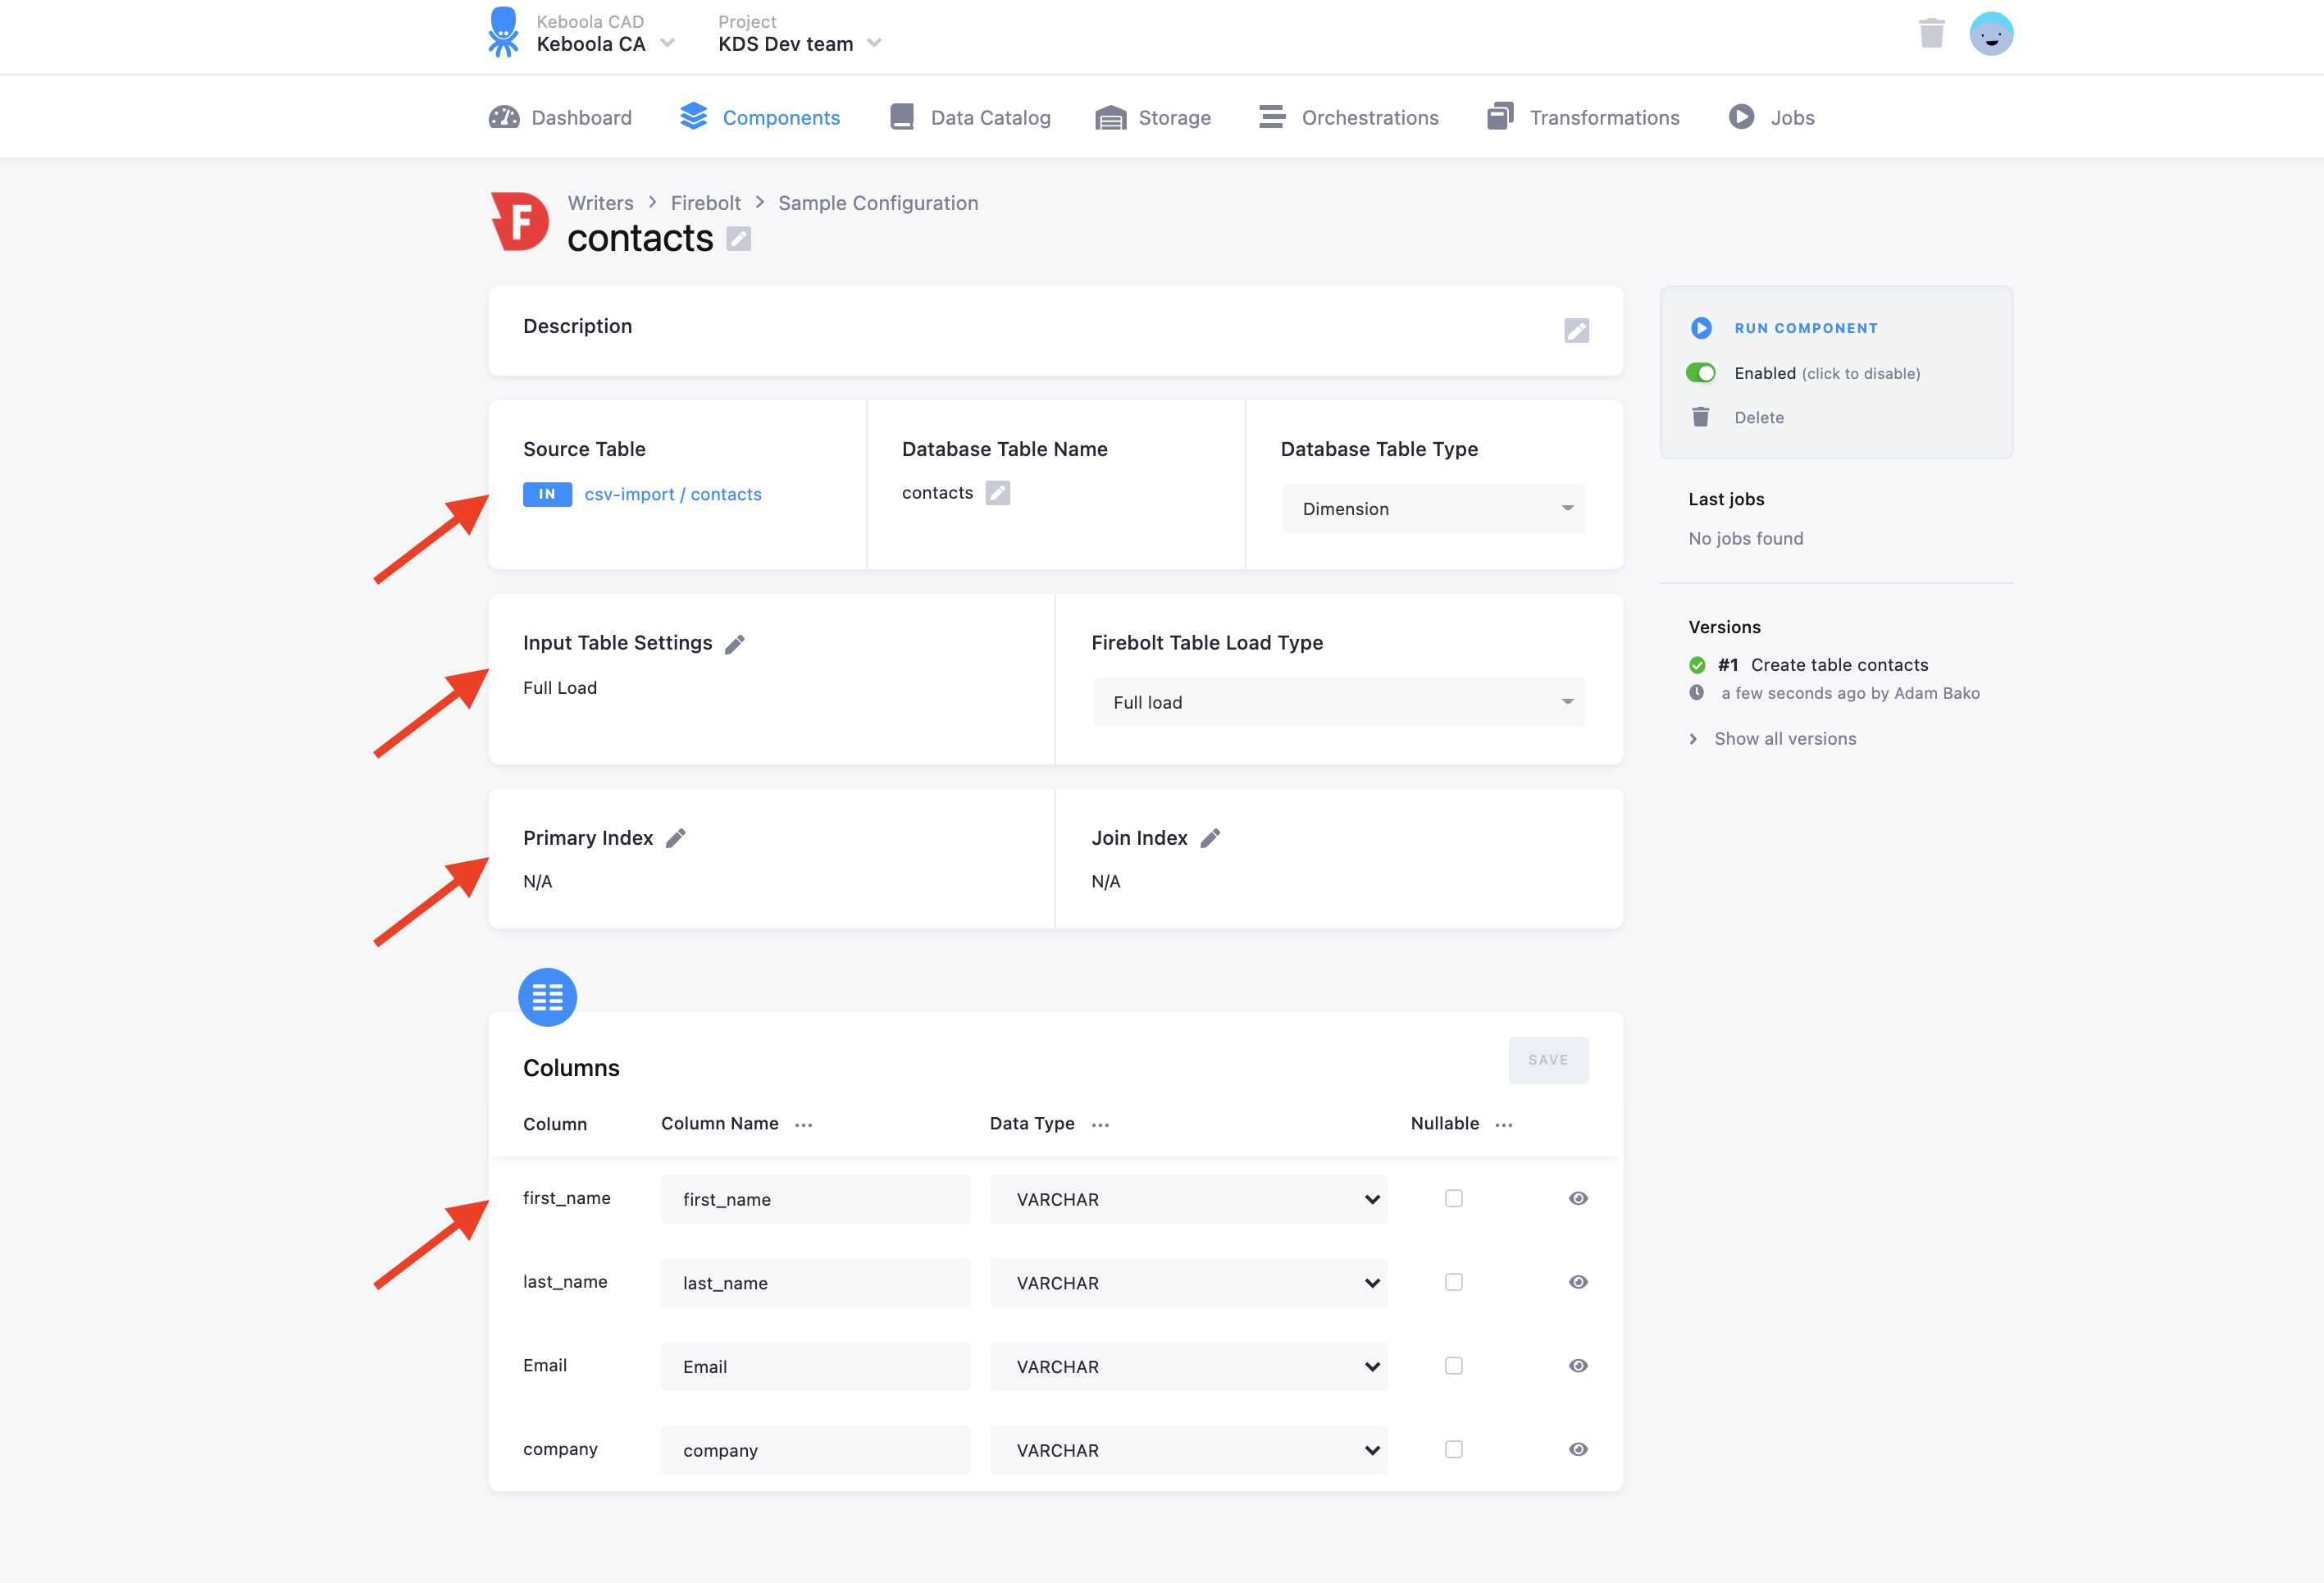 Keboola CAD
Keboola CA
Project
KDS Dev team
Dashboard
Components
Data Catalog
Storage
Orchestrations
Transformations
Jobs
F
Writers > Firebolt > Sample Configuration
contacts
Description
Source Table
IN csv-import / contacts
Database Table Name
contacts
Database Table Type
Dimension
Input Table Settings
Full Load
Firebolt Table Load Type
Full load
Primary Index
N/A
Join Index
N/A
Columns
SAVE
Column Column Name ... Data Type ... Nullable ...
first_name first_name VARCHAR
last_name last_name VARCHAR
Email Email VARCHAR
company company VARCHAR
RUN COMPONENT
Enabled (click to disable)
Delete
Last jobs
No jobs found
Versions
#1 Create table contacts
a few seconds ago by Adam Bako
Show all versions